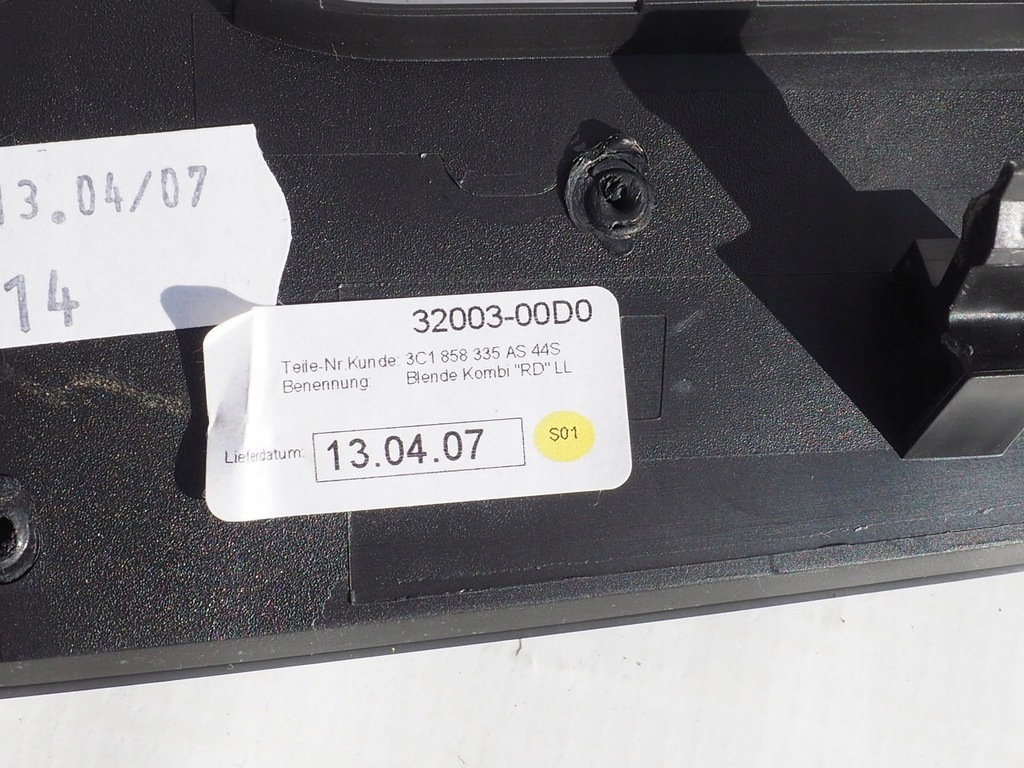 13.04/07
14
32003-00D0
Teile-Nr.Kunde: 3C1 858 335 AS 44S
Benennung: Blende Kombi "RD" LL
Lieferdatum: 13.04.07
S01